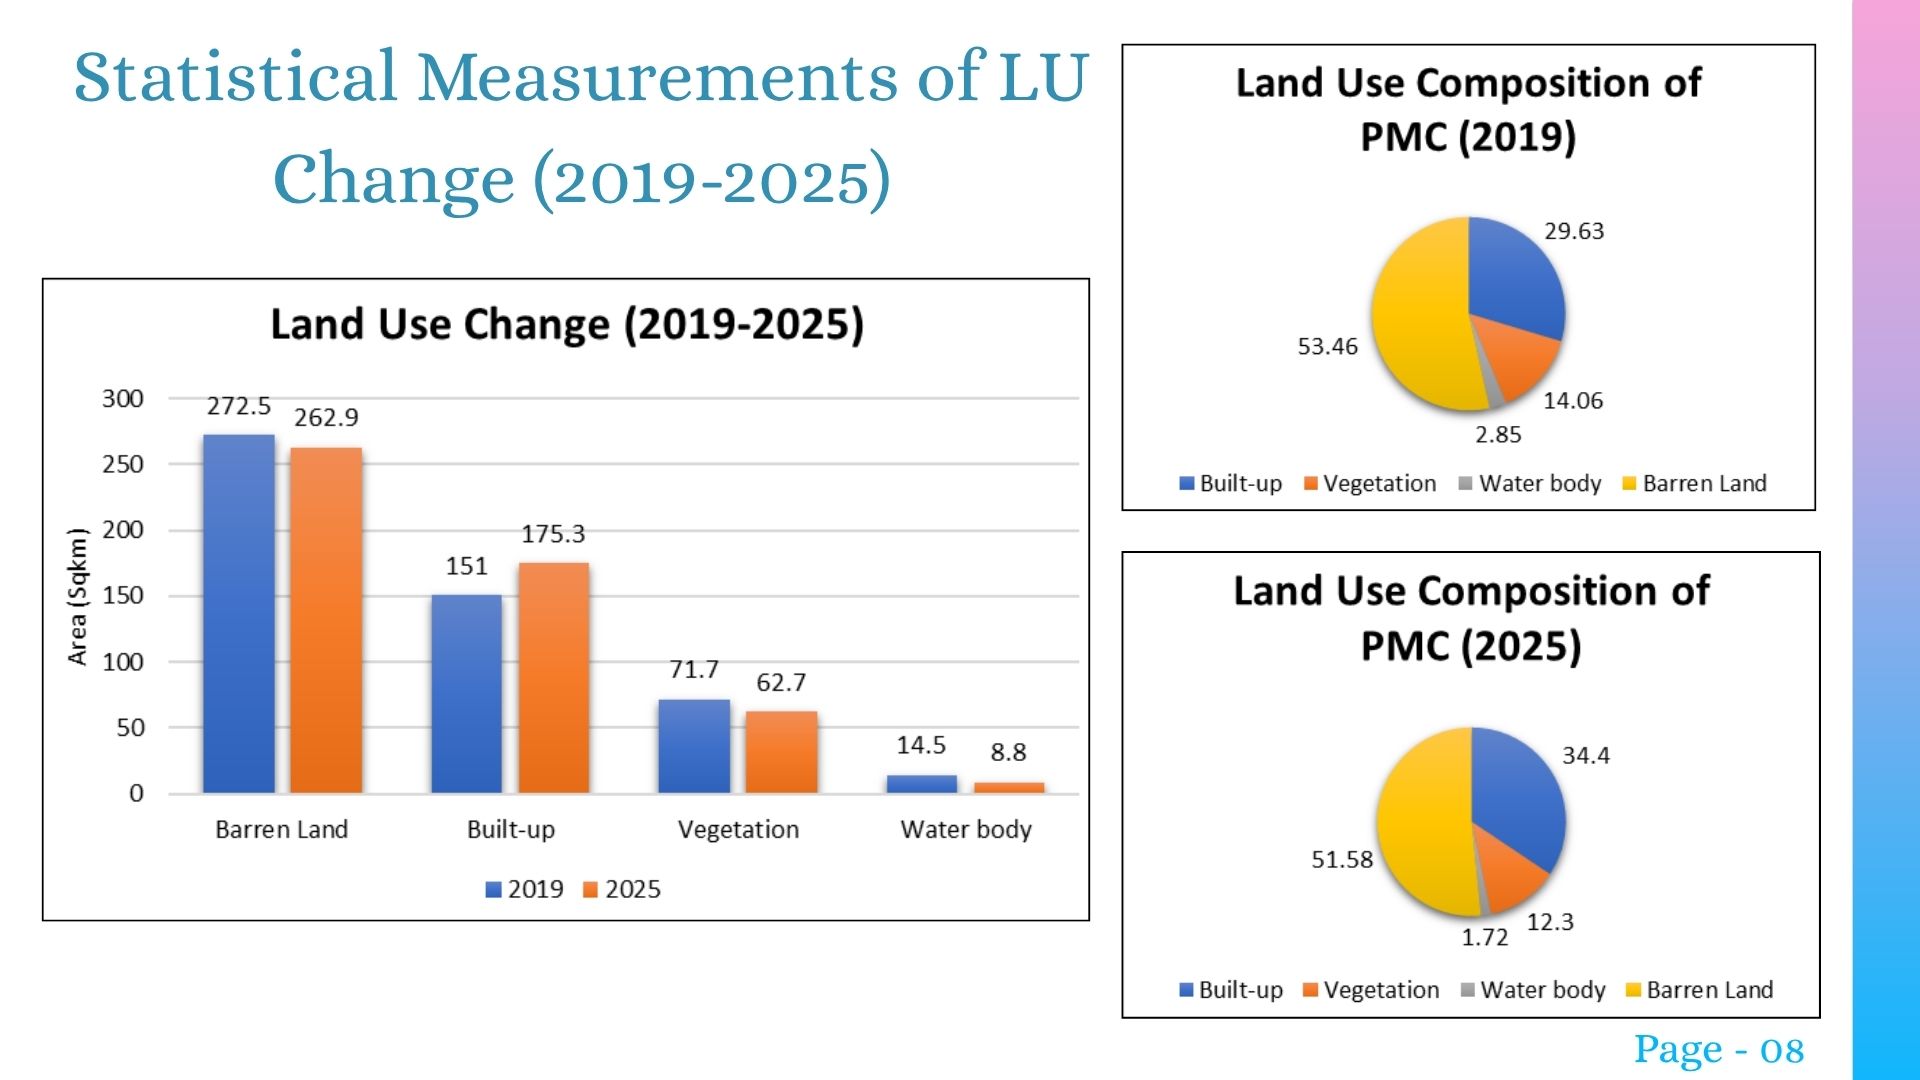 Statistical Measurements of LU
Change (2019-2025)
Land Use Change (2019-2025)
Area (Sqkm)
300
250
200
150
100
50
0
272.5
262.9
151
175.3
71.7
62.7
14.5
8.8
Barren Land
Built-up
Vegetation
Water body
2019
2025
Land Use Composition of
PMC (2019)
29.63
14.06
2.85
53.46
Built-up
Vegetation
Water body
Barren Land
Land Use Composition of
PMC (2025)
34.4
12.3
1.72
51.58
Built-up
Vegetation
Water body
Barren Land
Page - 08